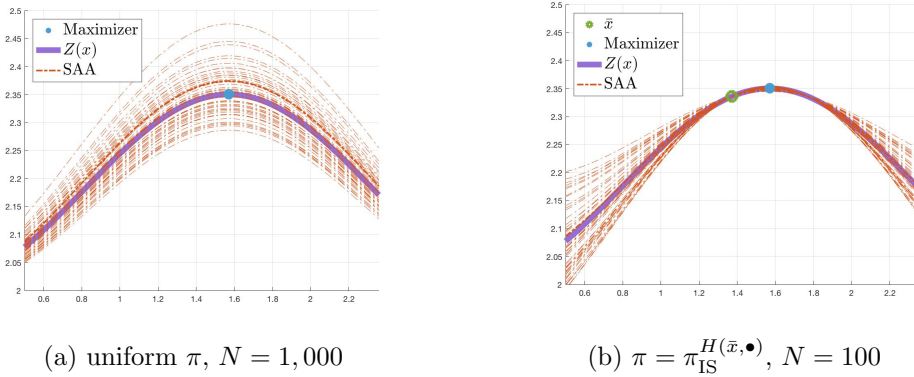 2.5
2.45
2.4
2.35
2.3
2.25
2.2
2.15
2.1
2.05
2
0.6 0.8 1 1.2 1.4 1.6 1.8 2 2.2
Maximizer
Z(x)
SAA
(a) uniform π, N = 1,000
2.5
2.45
2.4
2.35
2.3
2.25
2.2
2.15
2.1
2.05
2
0.6 0.8 1 1.2 1.4 1.6 1.8 2 2.2
x̄
Maximizer
Z(x)
SAA
(b) π = π_IS^{H(x̄,•)}, N = 100